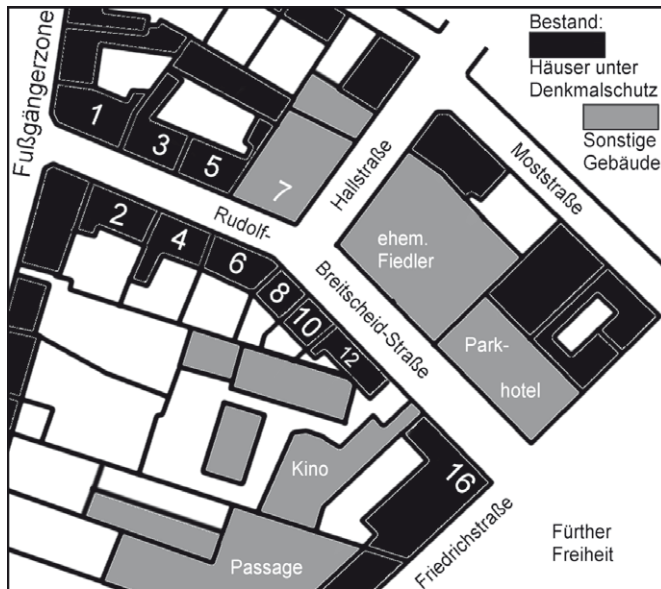 Bestand:
Häuser unter
Denkmalschutz
Sonstige
Gebäude
Fußgängerzone
1
3
5
7
Hallstraße
Moststraße
2
4
6
8
10
12
Rudolf-
Breitscheid-Straße
ehem.
Fiedler
Park-
hotel
Kino
16
Passage
Friedrichstraße
Fürther
Freiheit